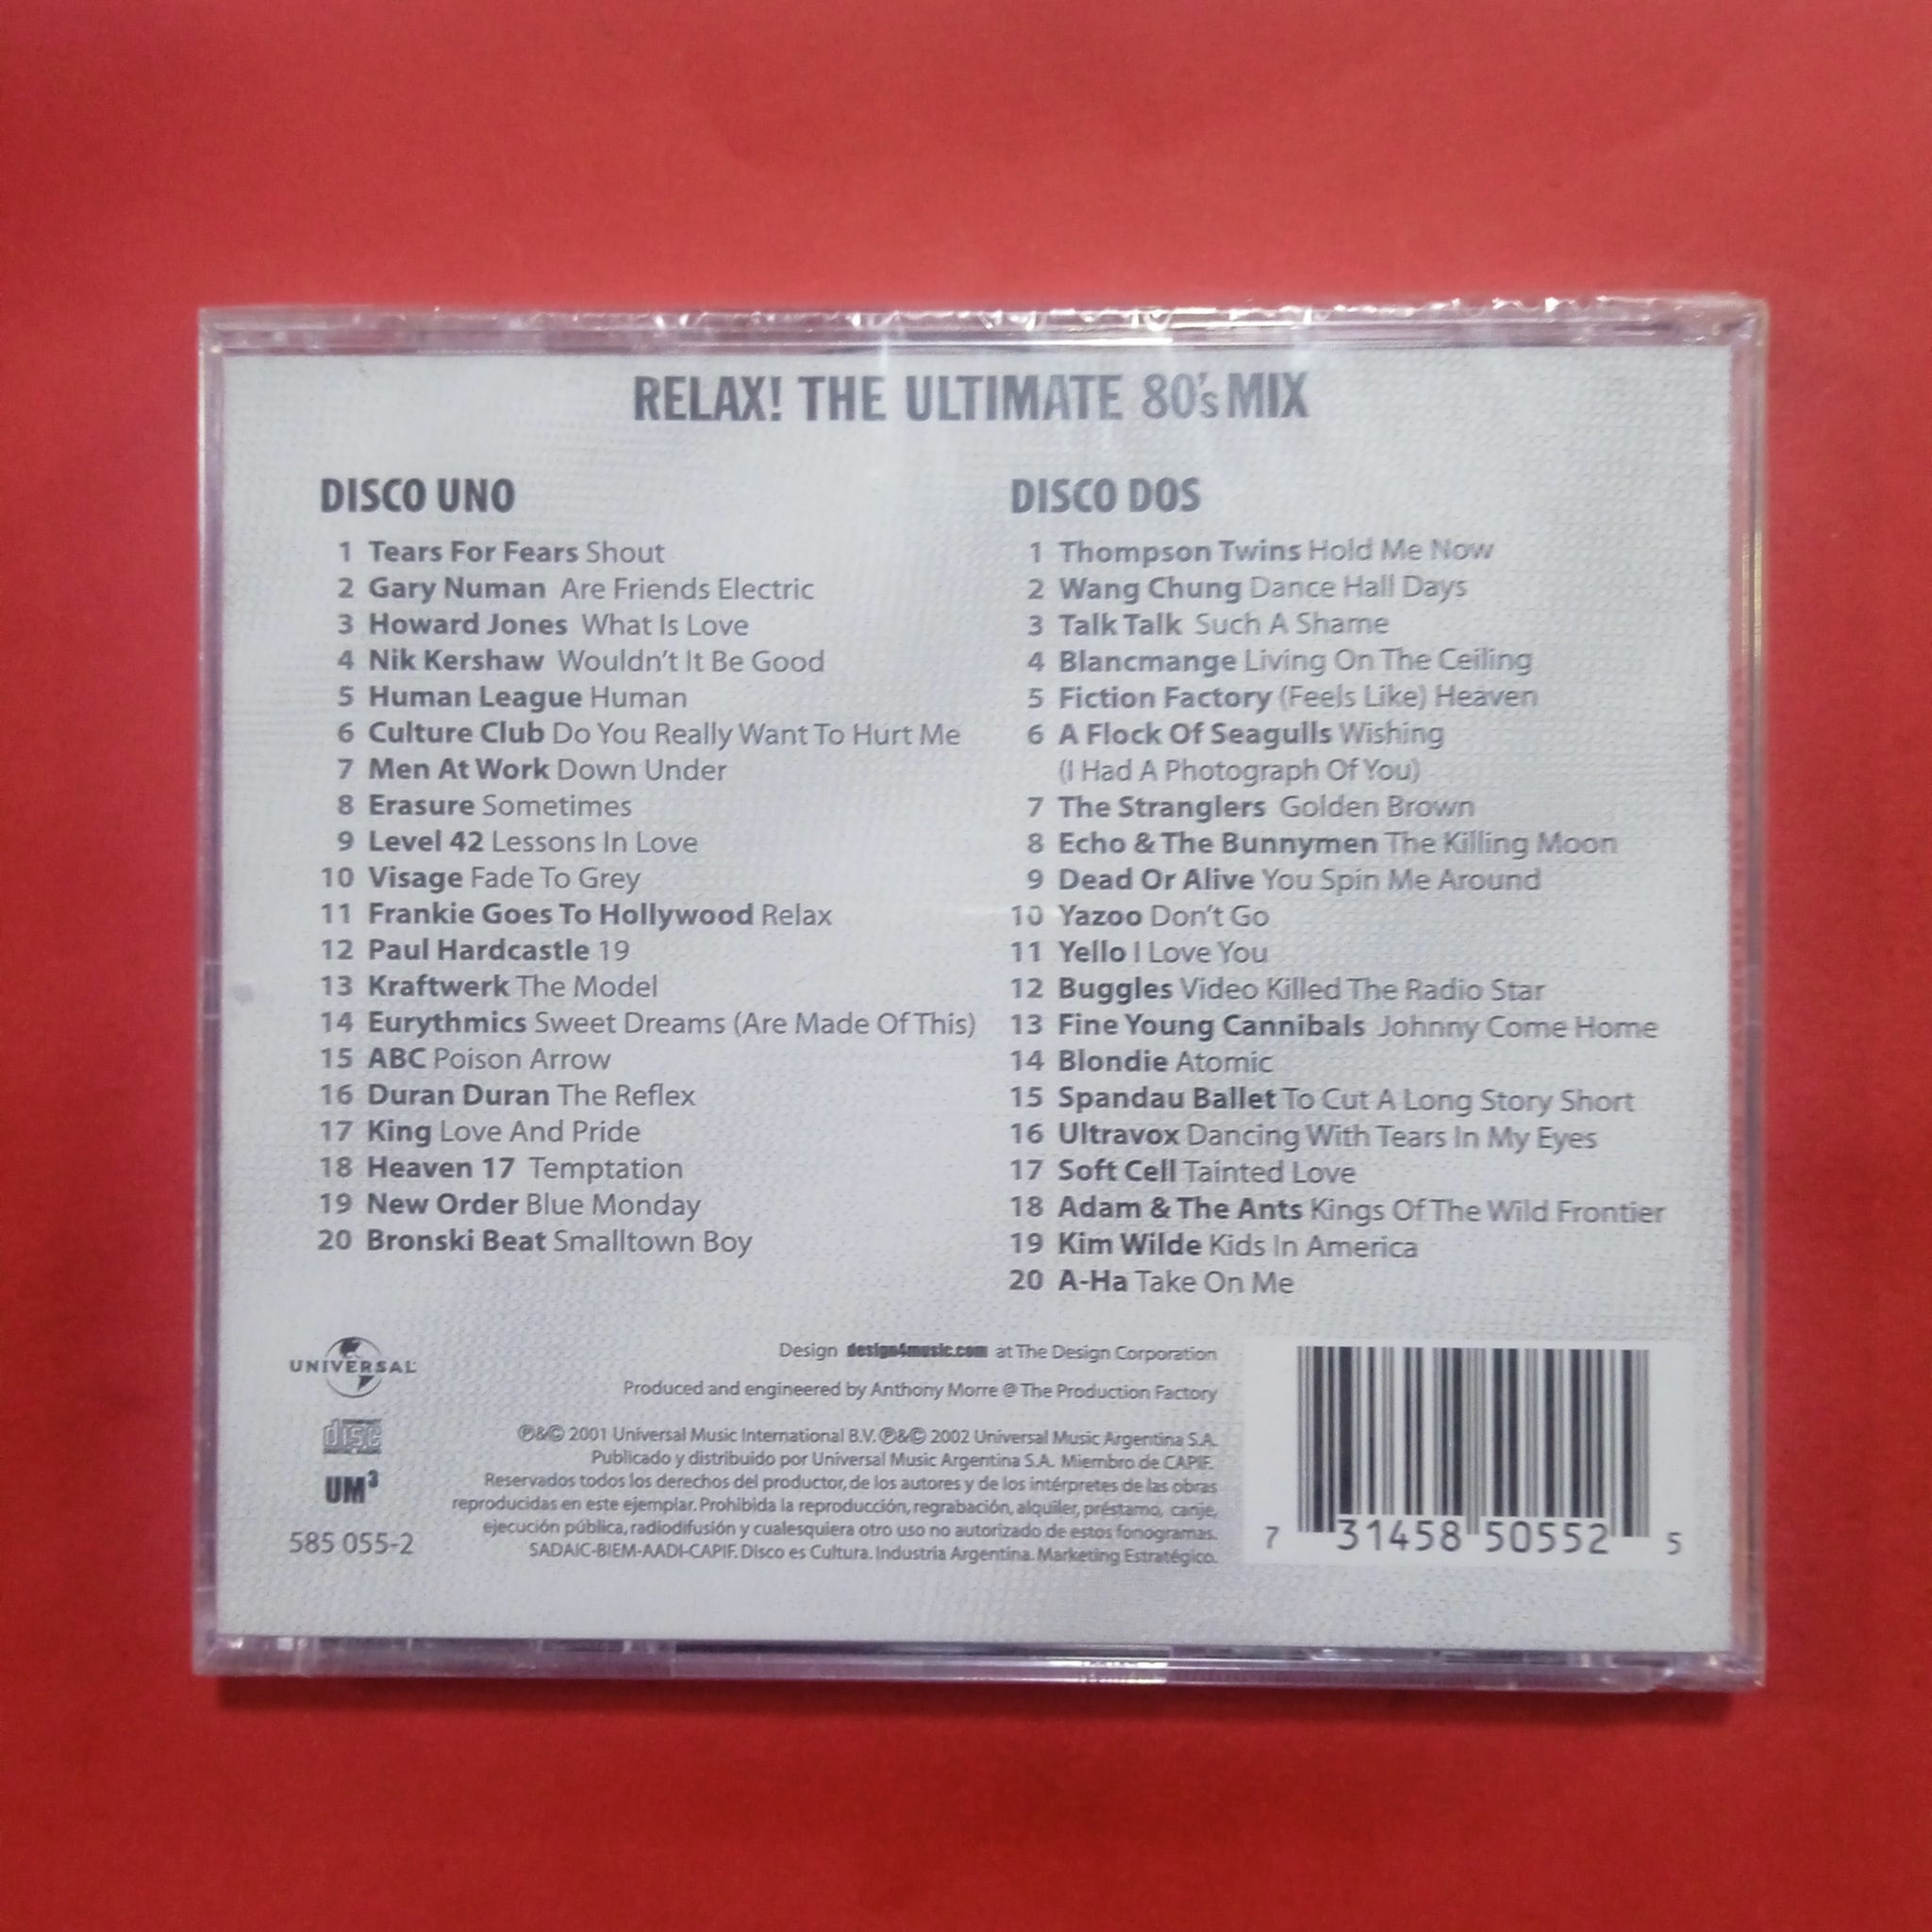 RELAX! THE ULTIMATE 80's MIX
DISCO UNO
1 Tears For Fears Shout
2 Gary Numan Are Friends Electric
3 Howard Jones What Is Love
4 Nik Kershaw Wouldn't It Be Good
5 Human League Human
6 Culture Club Do You Really Want To Hurt Me
7 Men At Work Down Under
8 Erasure Sometimes
9 Level 42 Lessons In Love
10 Visage Fade To Grey
11 Frankie Goes To Hollywood Relax
12 Paul Hardcastle 19
13 Kraftwerk The Model
14 Eurythmics Sweet Dreams (Are Made Of This)
15 ABC Poison Arrow
16 Duran Duran The Reflex
17 King Love And Pride
18 Heaven 17 Temptation
19 New Order Blue Monday
20 Bronski Beat Smalltown Boy
DISCO DOS
1 Thompson Twins Hold Me Now
2 Wang Chung Dance Hall Days
3 Talk Talk Such A Shame
4 Blancmange Living On The Ceiling
5 Fiction Factory (Feels Like) Heaven
6 A Flock Of Seagulls Wishing
(I Had A Photograph Of You)
7 The Stranglers Golden Brown
8 Echo & The Bunnymen The Killing Moon
9 Dead Or Alive You Spin Me Around
10 Yazoo Don't Go
11 Yello I Love You
12 Buggles Video Killed The Radio Star
13 Fine Young Cannibals Johnny Come Home
14 Blondie Atomic
15 Spandau Ballet To Cut A Long Story Short
16 Ultravox Dancing With Tears In My Eyes
17 Soft Cell Tainted Love
18 Adam & The Ants Kings Of The Wild Frontier
19 Kim Wilde Kids In America
20 A-Ha Take On Me
UNIVERSAL
disc
UM³
585 055-2
Design design4music.com at The Design Corporation
Produced and engineered by Anthony Morre @ The Production Factory
℗&© 2001 Universal Music International B.V. ℗&© 2002 Universal Music Argentina S.A.
Publicado y distribuido por Universal Music Argentina S.A. Miembro de CAPIF.
Reservados todos los derechos del productor, de los autores y de los intérpretes de las obras
reproducidas en este ejemplar. Prohibida la reproducción, regrabación, alquiler, préstamo, canje,
ejecución pública, radiodifusión y cualesquiera otro uso no autorizado de estos fonogramas.
SADAIC-BIEM-AADI-CAPIF. Disco es Cultura. Industria Argentina. Marketing Estratégico.
7 31458 50552 5